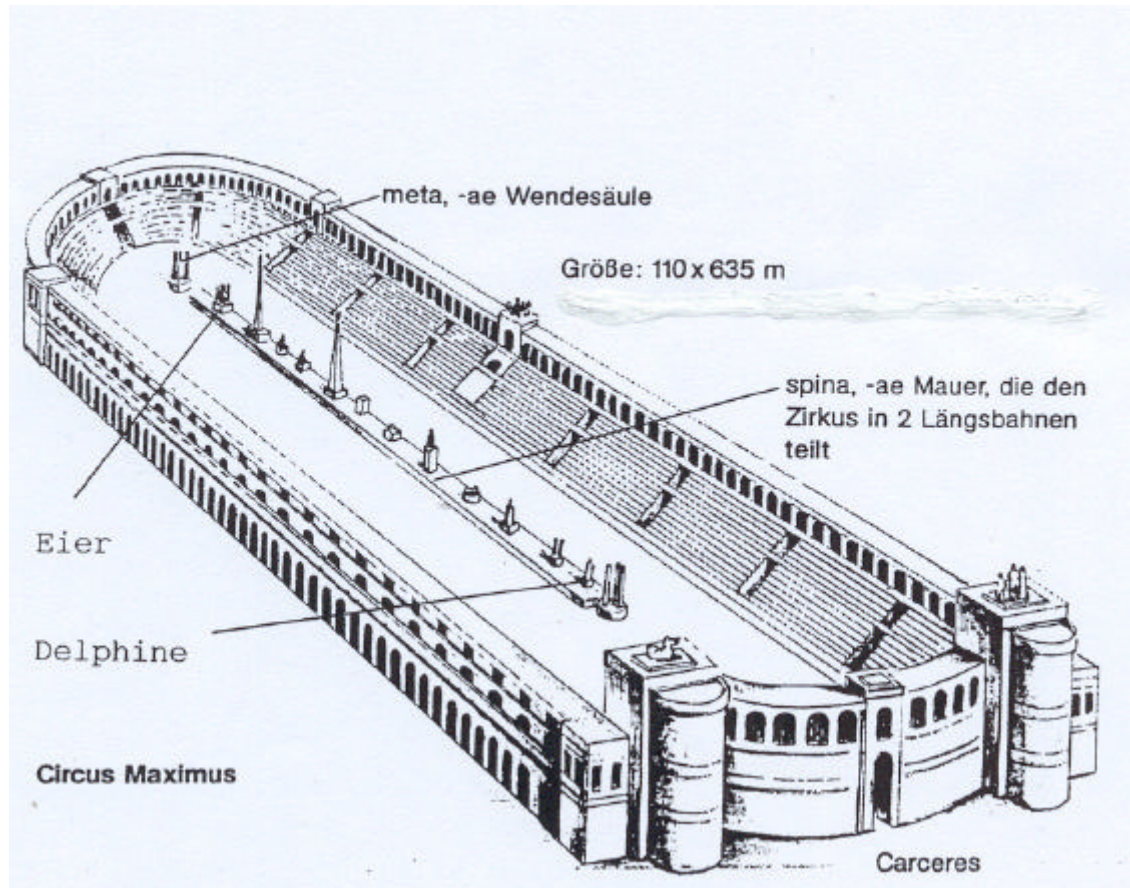 meta, -ae Wendesäule
Größe: 110 x 635 m
spina, -ae Mauer, die den
Zirkus in 2 Längsbahnen
teilt
Eier
Delphine
Circus Maximus
Carceres